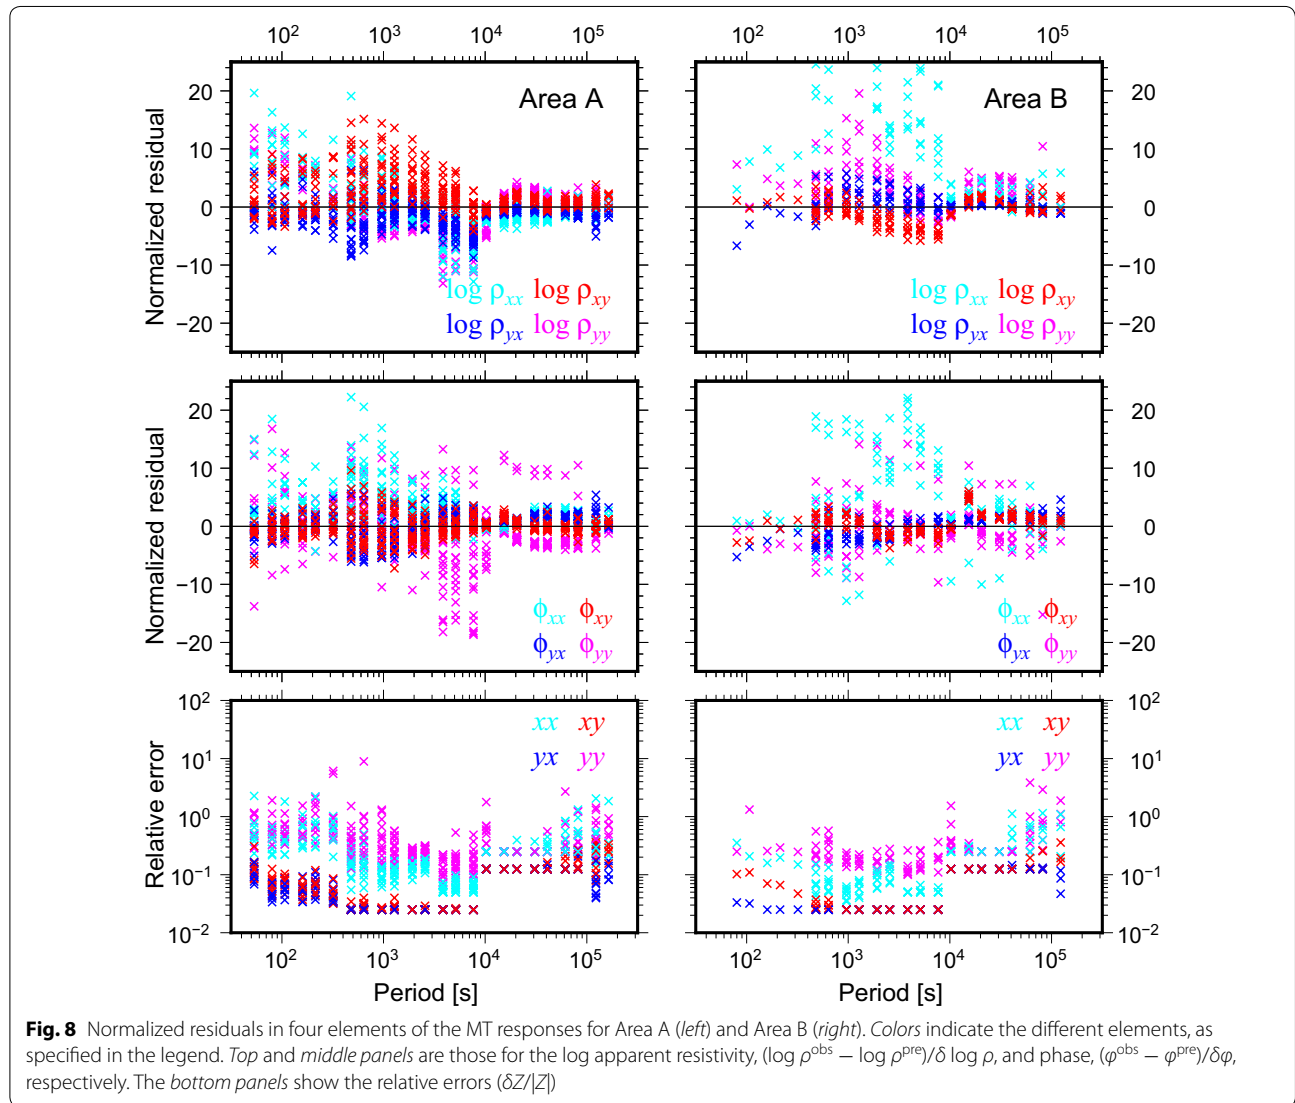 10² 10³ 10⁴ 10⁵ 10² 10³ 10⁴ 10⁵
Normalized residual
20 10 0 −10 −20
Area A
log ρxx log ρxy
log ρyx log ρyy
Area B
log ρxx log ρxy
log ρyx log ρyy
20 10 0 −10 −20
Normalized residual
20 10 0 −10 −20
ϕxx ϕxy
ϕyx ϕyy
ϕxx ϕxy
ϕyx ϕyy
20 10 0 −10 −20
Relative error
10² 10¹ 10⁰ 10⁻¹ 10⁻²
xx xy
yx yy
xx xy
yx yy
10² 10¹ 10⁰ 10⁻¹ 10⁻²
10² 10³ 10⁴ 10⁵ 10² 10³ 10⁴ 10⁵
Period [s] Period [s]
Fig. 8 Normalized residuals in four elements of the MT responses for Area A (left) and Area B (right). Colors indicate the different elements, as
specified in the legend. Top and middle panels are those for the log apparent resistivity, (log ρᵒᵇˢ − log ρᵖʳᵉ)/δ log ρ, and phase, (φᵒᵇˢ − φᵖʳᵉ)/δφ,
respectively. The bottom panels show the relative errors (δZ/|Z|)